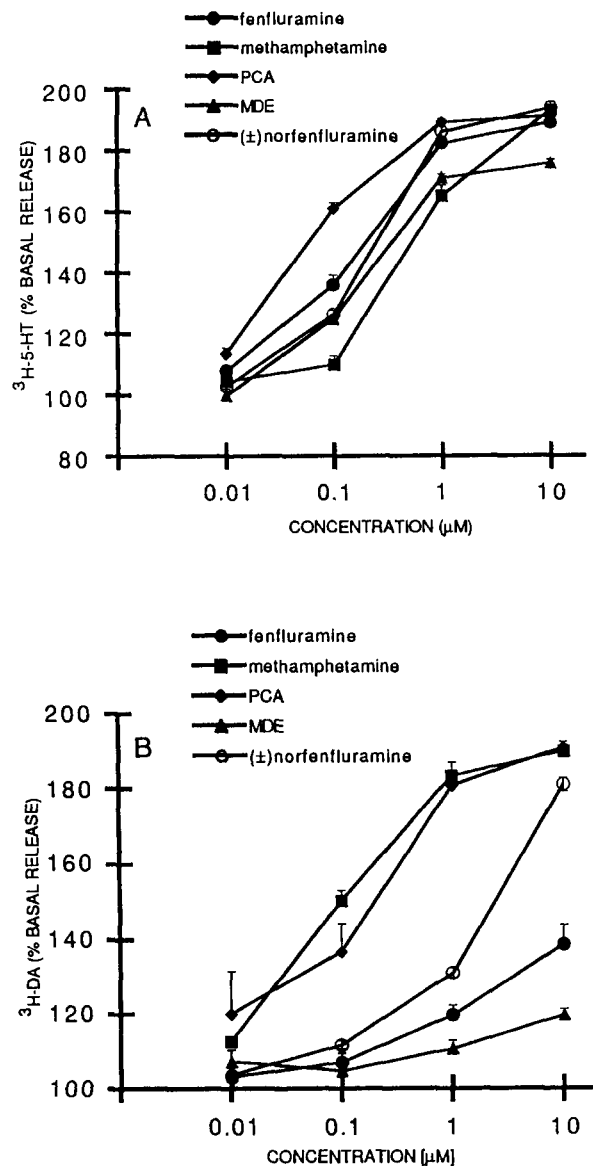 fenfluramine
methamphetamine
PCA
MDE
(±)norfenfluramine
A
200
180
160
140
120
100
80
³H-5-HT (% BASAL RELEASE)
0.01 0.1 1 10
CONCENTRATION (µM)
fenfluramine
methamphetamine
PCA
MDE
(±)norfenfluramine
B
200
180
160
140
120
100
³H-DA (% BASAL RELEASE)
0.01 0.1 1 10
CONCENTRATION [µM]